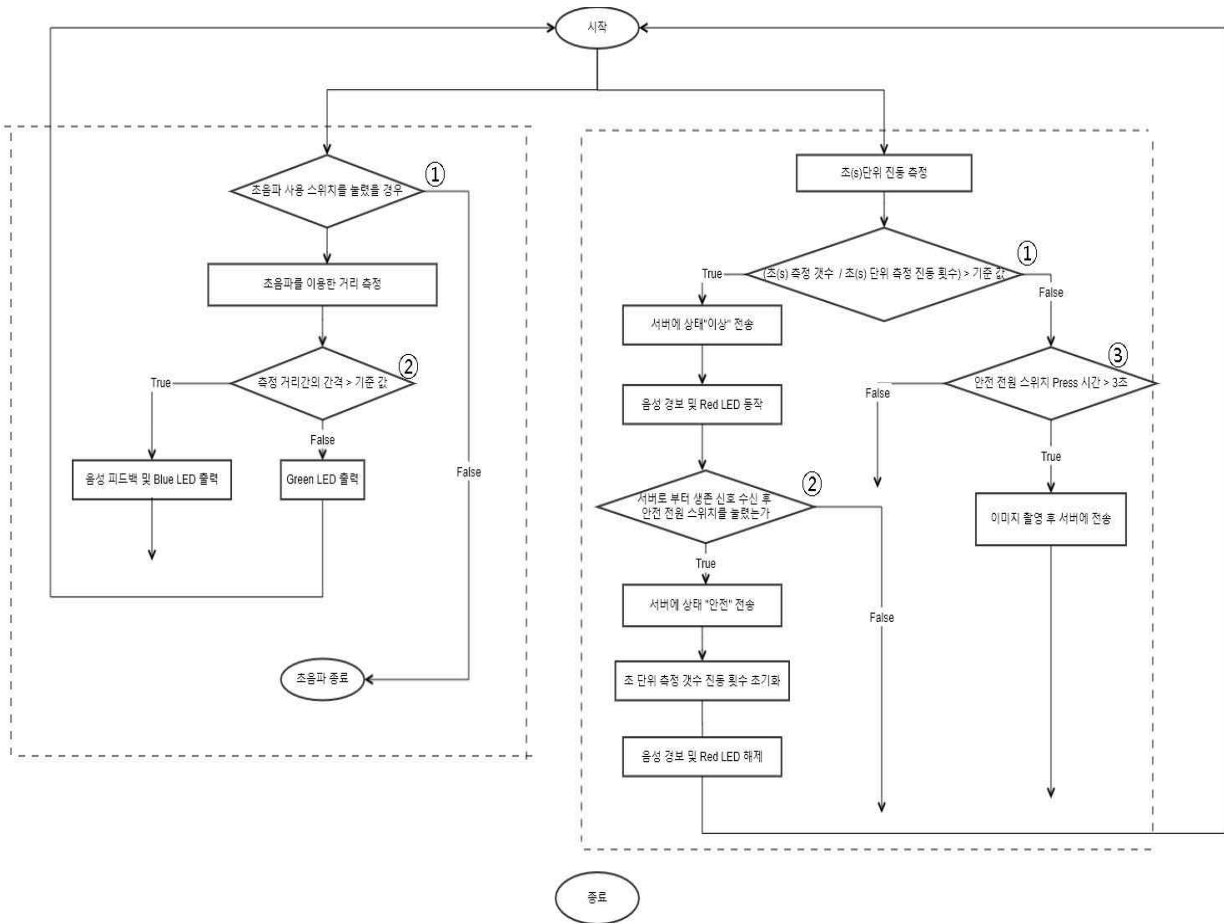 시작
초음파 사용 스위치를 눌렸을 경우
①
초음파를 이용한 거리 측정
측정 거리간의 간격 > 기준 값
②
True
False
음성 피드백 및 Blue LED 출력
Green LED 출력
False
초음파 종료
초(s)단위 진동 측정
(초(s) 측정 갯수 / 초(s) 단위 측정 진동 횟수) > 기준 값
①
True
False
서버에 상태"이상" 전송
음성 경보 및 Red LED 동작
안전 전원 스위치 Press 시간 > 3초
③
False
True
서버로 부터 생존 신호 수신 후
안전 전원 스위치를 눌렸는가
②
이미지 촬영 후 서버에 전송
True
False
서버에 상태 "안전" 전송
초 단위 측정 갯수 진동 횟수 초기화
음성 경보 및 Red LED 해제
종료